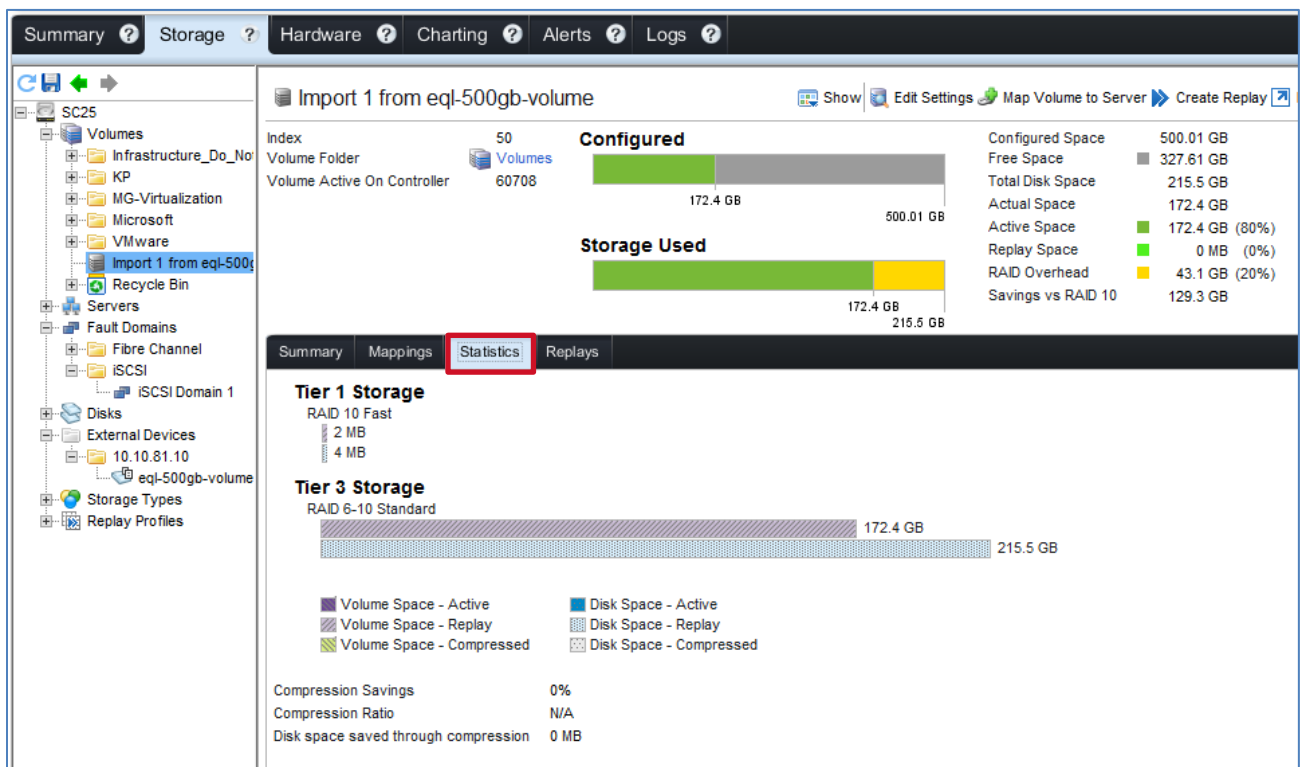 Summary ? Storage ? Hardware ? Charting ? Alerts ? Logs ?
SC25
Volumes
Infrastructure_Do_No
KP
MG-Virtualization
Microsoft
VMware
Import 1 from eql-500g
Recycle Bin
Servers
Fault Domains
Fibre Channel
iSCSI
iSCSI Domain 1
Disks
External Devices
10.10.81.10
eql-500gb-volume
Storage Types
Replay Profiles
Import 1 from eql-500gb-volume
Show Edit Settings Map Volume to Server Create Replay
Index 50
Volume Folder Volumes
Volume Active On Controller 60708
Configured
172.4 GB
500.01 GB
Storage Used
172.4 GB
215.5 GB
Configured Space 500.01 GB
Free Space 327.61 GB
Total Disk Space 215.5 GB
Actual Space 172.4 GB
Active Space 172.4 GB (80%)
Replay Space 0 MB (0%)
RAID Overhead 43.1 GB (20%)
Savings vs RAID 10 129.3 GB
Summary Mappings Statistics Replays
Tier 1 Storage
RAID 10 Fast
2 MB
4 MB
Tier 3 Storage
RAID 6-10 Standard
172.4 GB
215.5 GB
Volume Space - Active Disk Space - Active
Volume Space - Replay Disk Space - Replay
Volume Space - Compressed Disk Space - Compressed
Compression Savings 0%
Compression Ratio N/A
Disk space saved through compression 0 MB